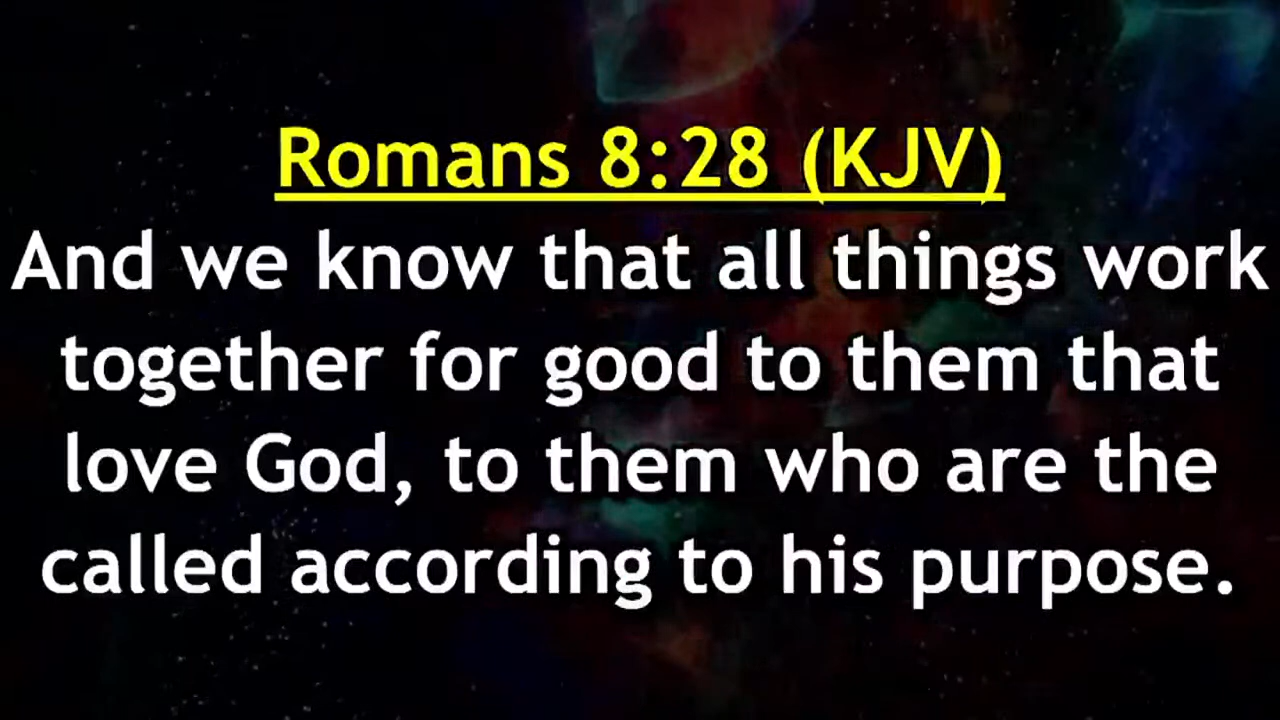 Romans 8:28 (KJV)
And we know that all things work
together for good to them that
love God, to them who are the
called according to his purpose.